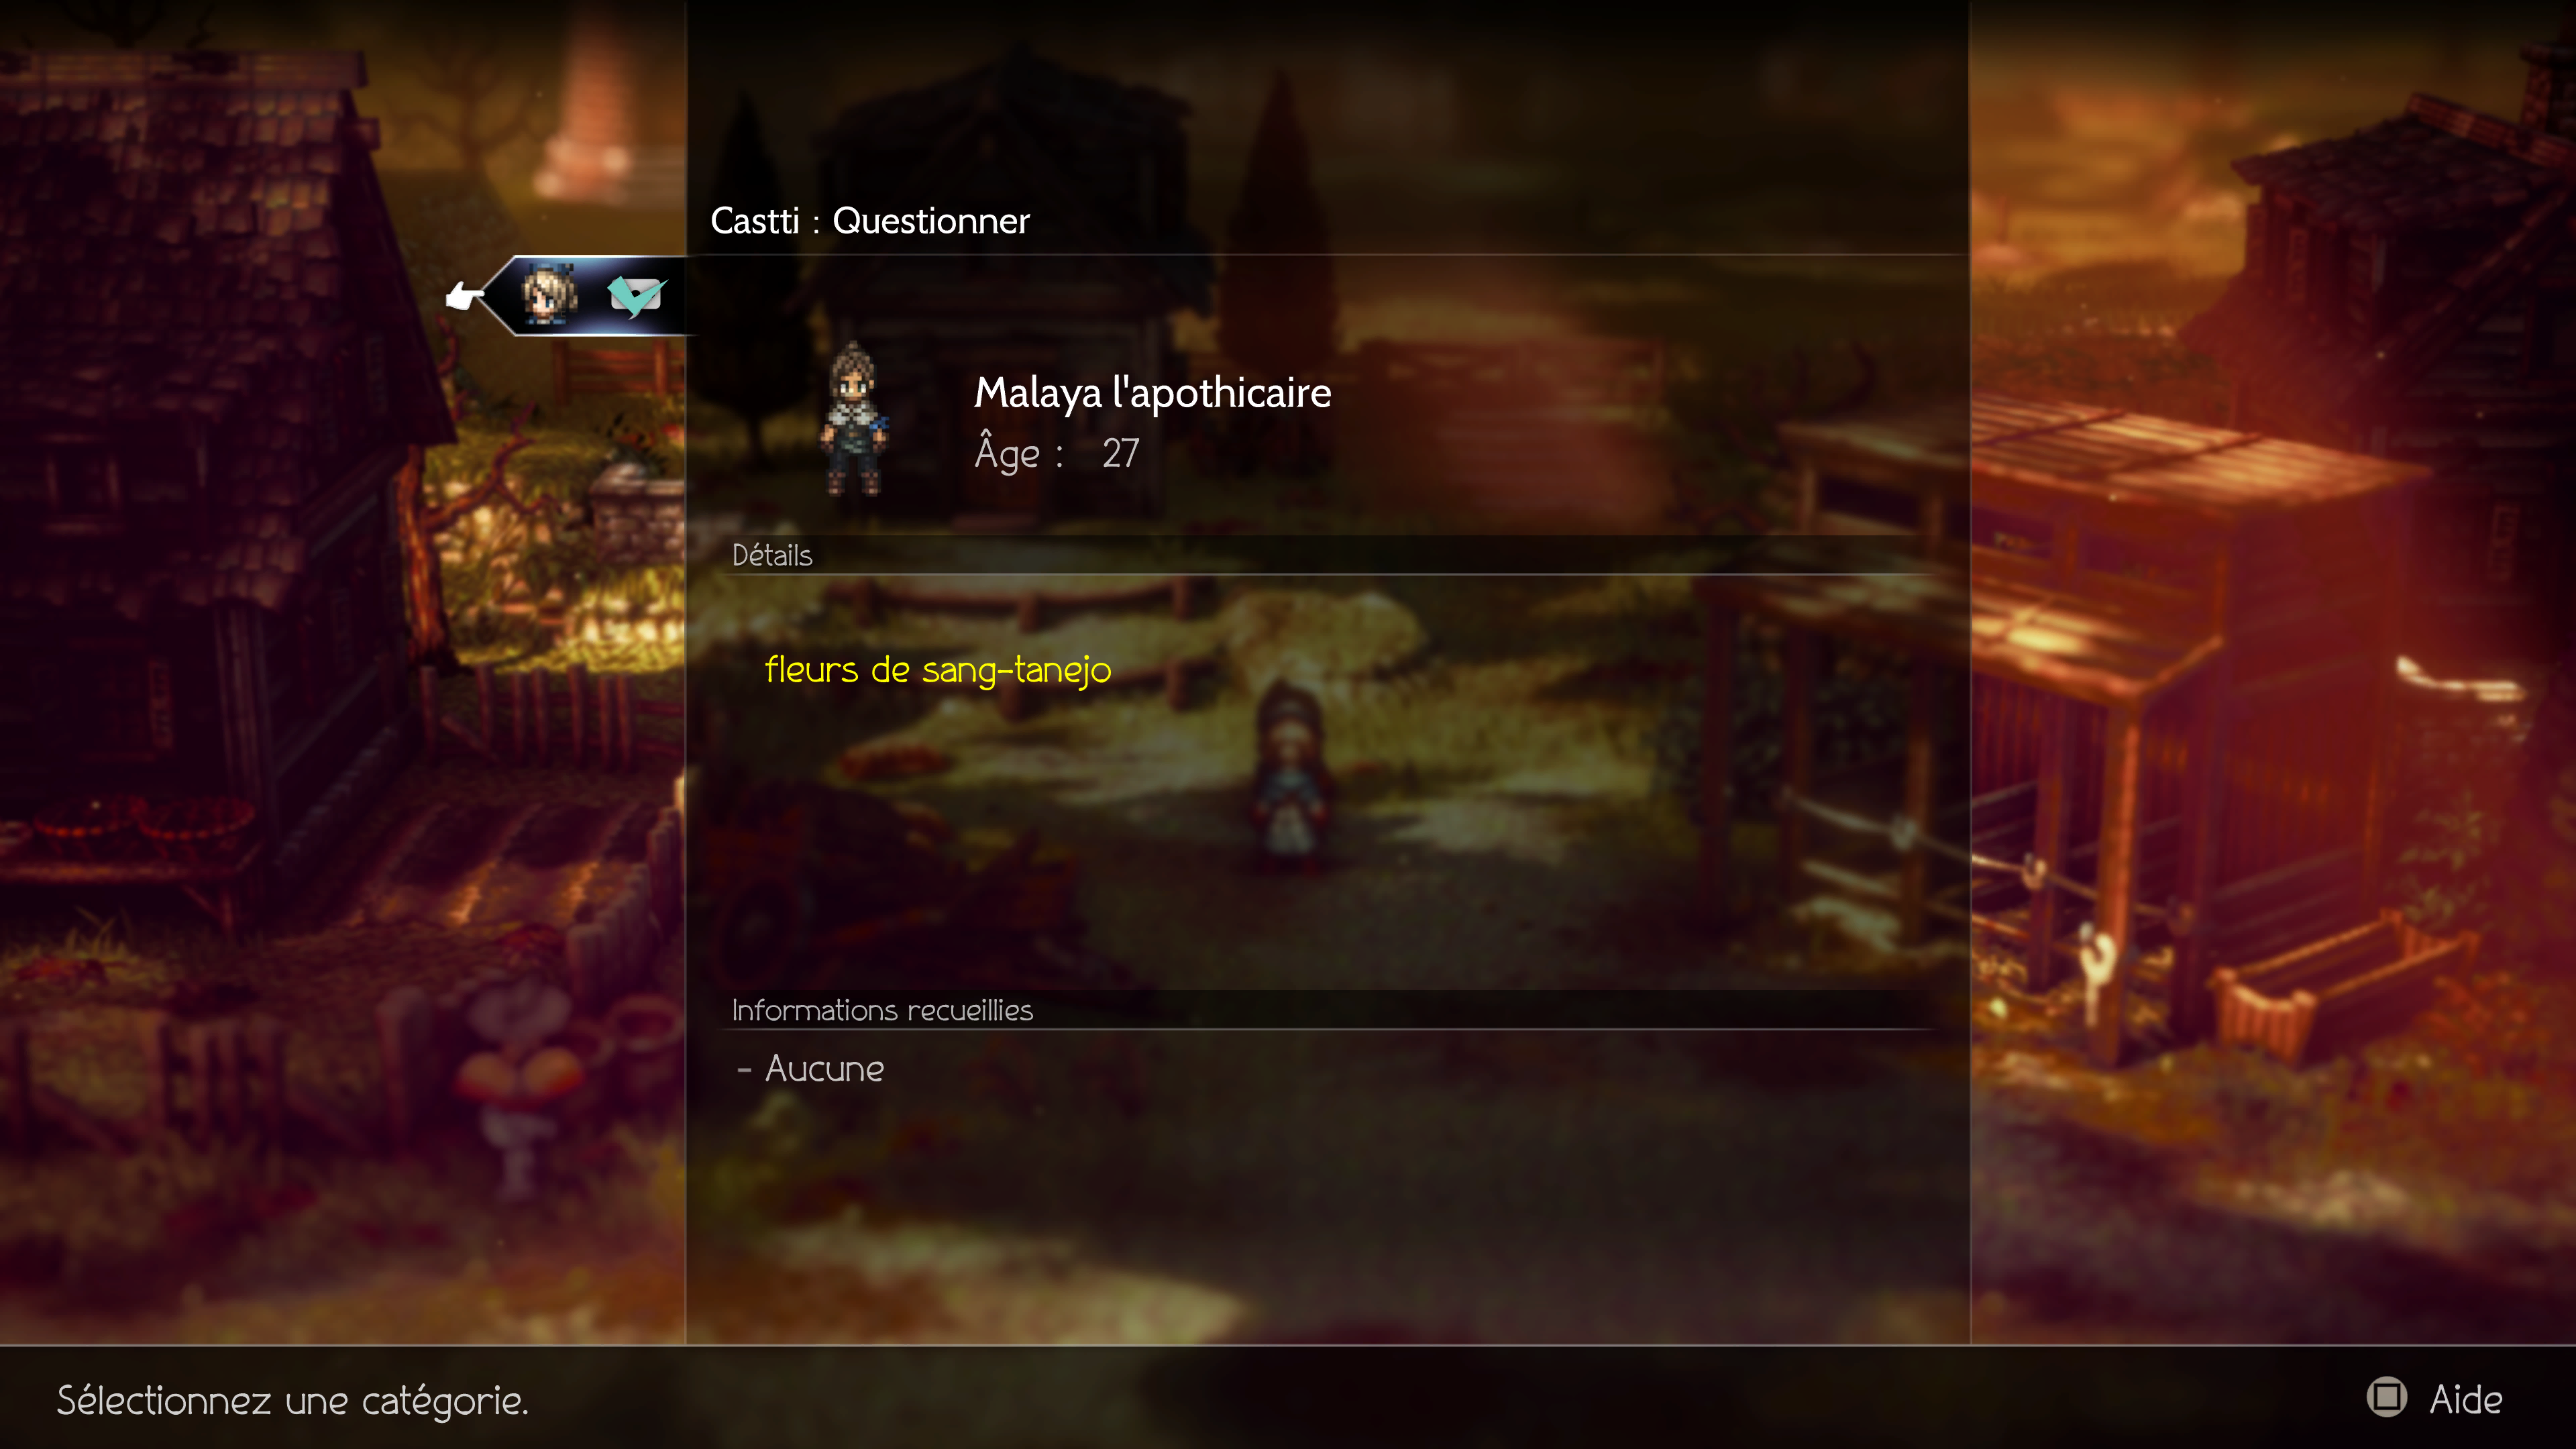 Castti : Questionner
Malaya l'apothicaire
Âge : 27
Détails
fleurs de sang-tanejo
Informations recueillies
- Aucune
Sélectionnez une catégorie.
Aide